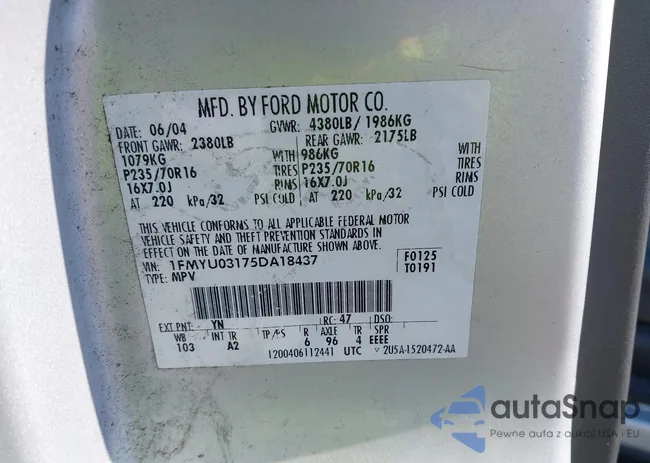 MFD. BY FORD MOTOR CO.
DATE: 06/04 GVWR: 4380LB/ 1986KG
FRONT GAWR: 2380LB REAR GAWR: 2175LB
1079KG WITH 986KG WITH
P235/70R16 TIRES P235/70R16 TIRES
16X7.0J RIMS 16X7.0J RIMS
AT 220 kPa/32 PSI COLD AT 220 kPa/32 PSI COLD
THIS VEHICLE CONFORMS TO ALL APPLICABLE FEDERAL MOTOR
VEHICLE SAFETY AND THEFT PREVENTION STANDARDS IN
EFFECT ON THE DATE OF MANUFACTURE SHOWN ABOVE.
VIN: 1FMYU03175DA18437 F0125
TYPE: MPV T0191
EXT PNT: YN RC: 47 DSO:
WB INT TR TP/PS R AXLE TR SPR
103 A2 6 96 4 EEEE
1200406112441 UTC 2U5A-1520472-AA
autaSnap
Pewne auta z aukcji USA i EU